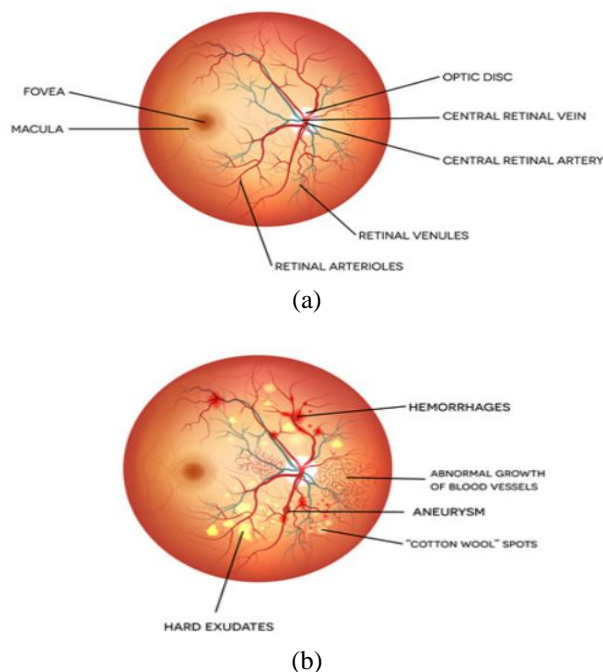 OPTIC DISC
FOVEA
CENTRAL RETINAL VEIN
MACULA
CENTRAL RETINAL ARTERY
RETINAL VENULES
RETINAL ARTERIOLES
(a)
HEMORRHAGES
ABNORMAL GROWTH
OF BLOOD VESSELS
ANEURYSM
"COTTON WOOL" SPOTS
HARD EXUDATES
(b)